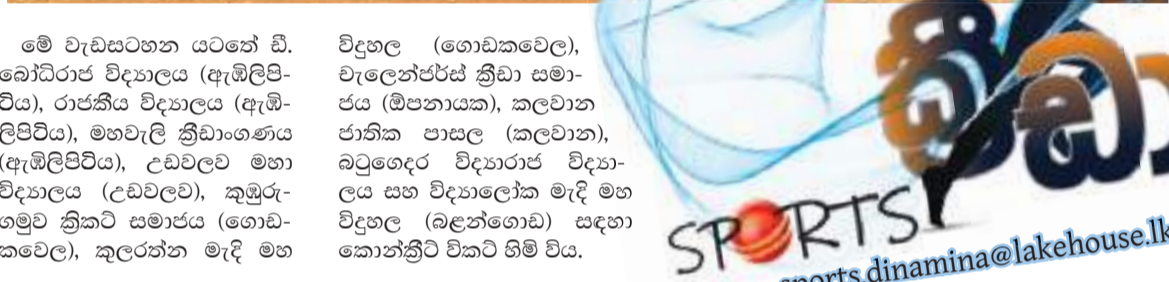 මේ වැඩසටහන යටතේ ඩී.
බෝධිරාජ විද්‍යාලය (ඇඹිලිපි-
ටිය), රාජකීය විද්‍යාලය (ඇඹි-
ලිපිටිය), මහවැලි ක්‍රීඩාංගණය
(ඇඹිලිපිටිය), උඩවලව මහා
විද්‍යාලය (උඩවලව), කුඹුරු-
ගමුව ක්‍රිකට් සමාජය (ගොඩ-
කවෙල), කුලරත්න මැදි මහ
විදුහල (ගොඩකවෙල),
චැලෙන්ජර්ස් ක්‍රීඩා සමා-
ජය (ඕපනායක), කලවාන
ජාතික පාසල (කලවාන),
බටුගෙදර විද්‍යාරාජ විද්‍යා-
ලය සහ විද්‍යාලෝක මැදි මහ
විදුහල (බළන්ගොඩ) සඳහා
කොන්ක්‍රීට් විකට් හිමි විය.
ක්‍රීඩා
SPORTS
sports.dinamina@lakehouse.lk